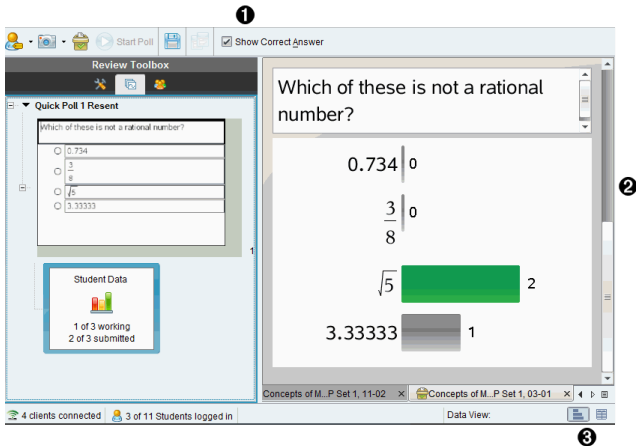 ❶
Start Poll
Show Correct Answer
Review Toolbox
Quick Poll 1 Resent
Which of these is not a rational number?
0.734
3
8
√5
3.33333
1
Student Data
1 of 3 working
2 of 3 submitted
Which of these is not a rational
number?
0.734 0
3 0
8
√5 2
3.33333 1
❷
Concepts of M...P Set 1, 11-02 × Concepts of M...P Set 1, 03-01 ×
4 clients connected 3 of 11 Students logged in Data View:
❸